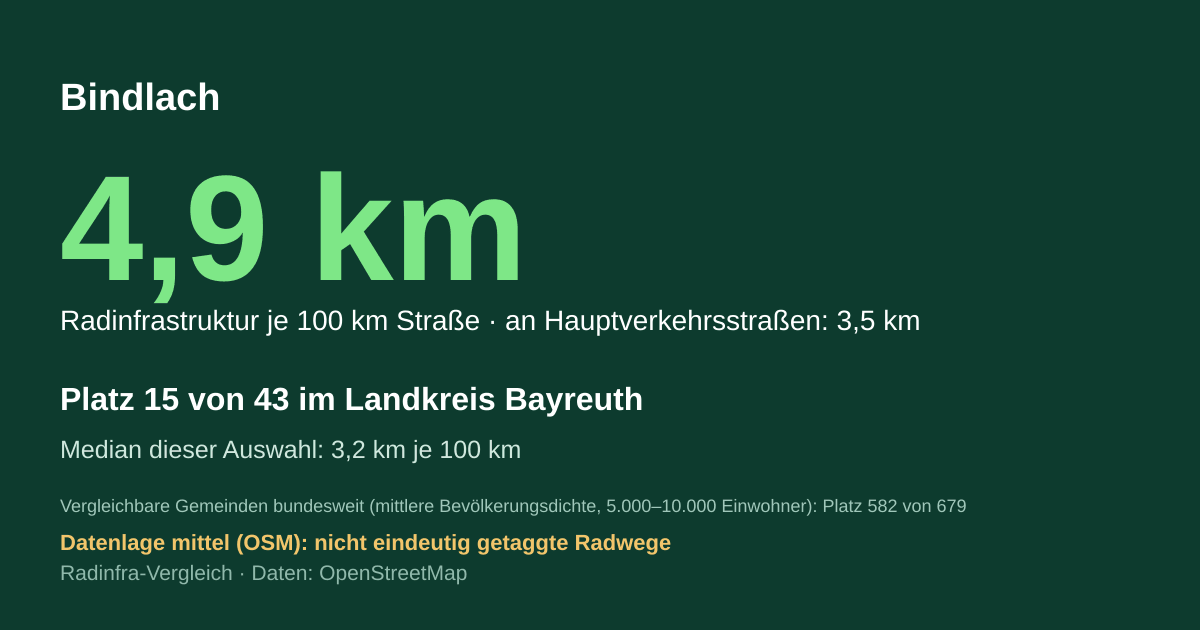 Bindlach
4,9 km
Radinfrastruktur je 100 km Straße · an Hauptverkehrsstraßen: 3,5 km
Platz 15 von 43 im Landkreis Bayreuth
Median dieser Auswahl: 3,2 km je 100 km
Vergleichbare Gemeinden bundesweit (mittlere Bevölkerungsdichte, 5.000–10.000 Einwohner): Platz 582 von 679
Datenlage mittel (OSM): nicht eindeutig getaggte Radwege
Radinfra-Vergleich · Daten: OpenStreetMap